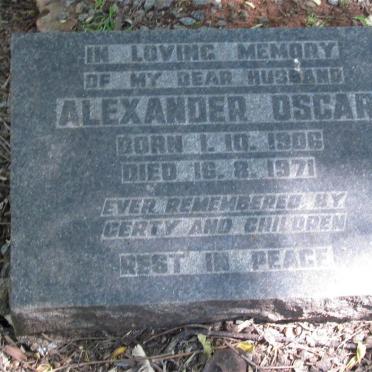 IN LOVING MEMORY
OF MY DEAR HUSBAND
ALEXANDER OSCAR
BORN 1. 10. 1906
DIED 16. 8. 1971
EVER REMEMBERED BY
GERTY AND CHILDREN
REST IN PEACE